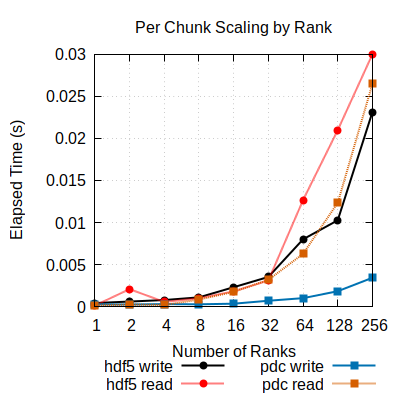 Per Chunk Scaling by Rank
0.03
0.025
0.02
0.015
0.01
0.005
0
Elapsed Time (s)
1 2 4 8 16 32 64 128 256
Number of Ranks
hdf5 write pdc write
hdf5 read pdc read